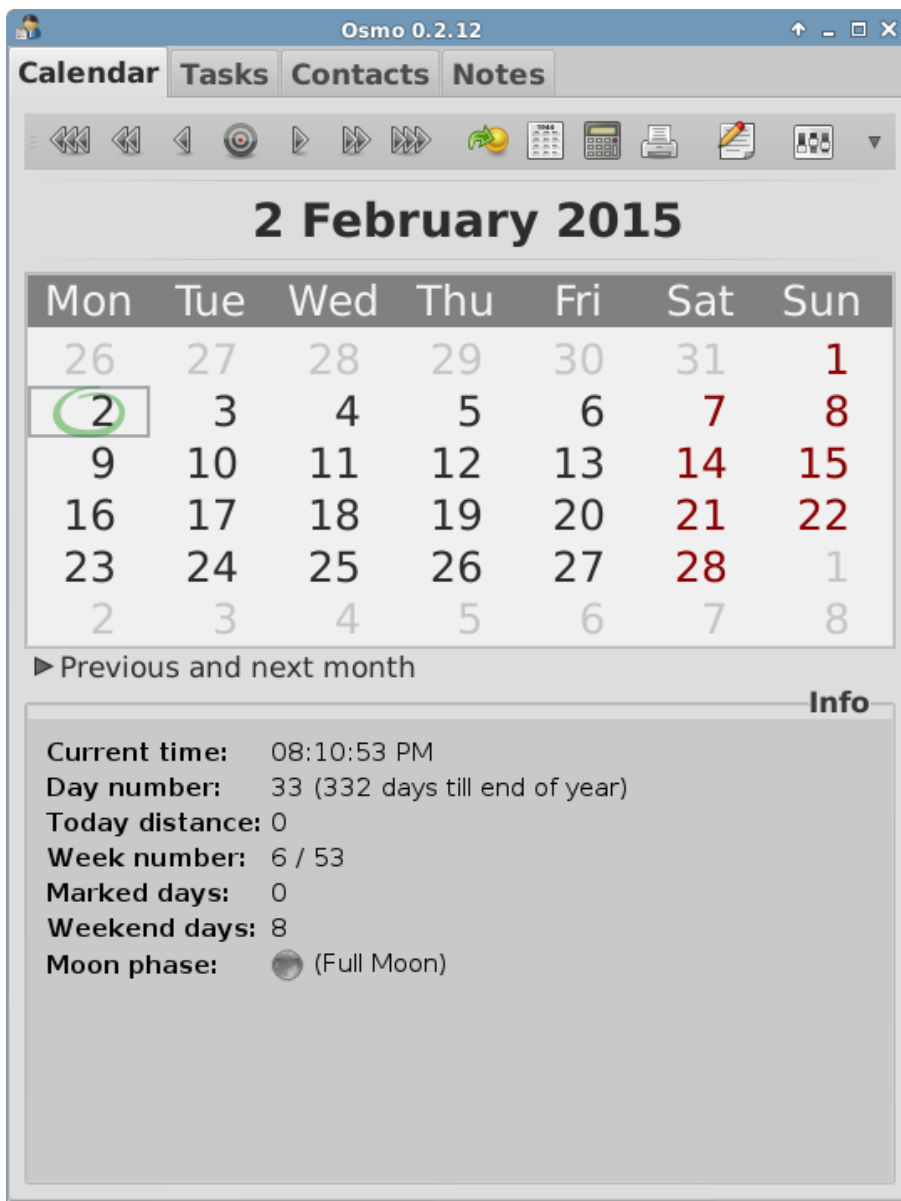 Osmo 0.2.12
Calendar Tasks Contacts Notes
2 February 2015
Mon Tue Wed Thu Fri Sat Sun
26 27 28 29 30 31 1
2 3 4 5 6 7 8
9 10 11 12 13 14 15
16 17 18 19 20 21 22
23 24 25 26 27 28 1
2 3 4 5 6 7 8
Previous and next month
Info
Current time: 08:10:53 PM
Day number: 33 (332 days till end of year)
Today distance: 0
Week number: 6 / 53
Marked days: 0
Weekend days: 8
Moon phase: (Full Moon)